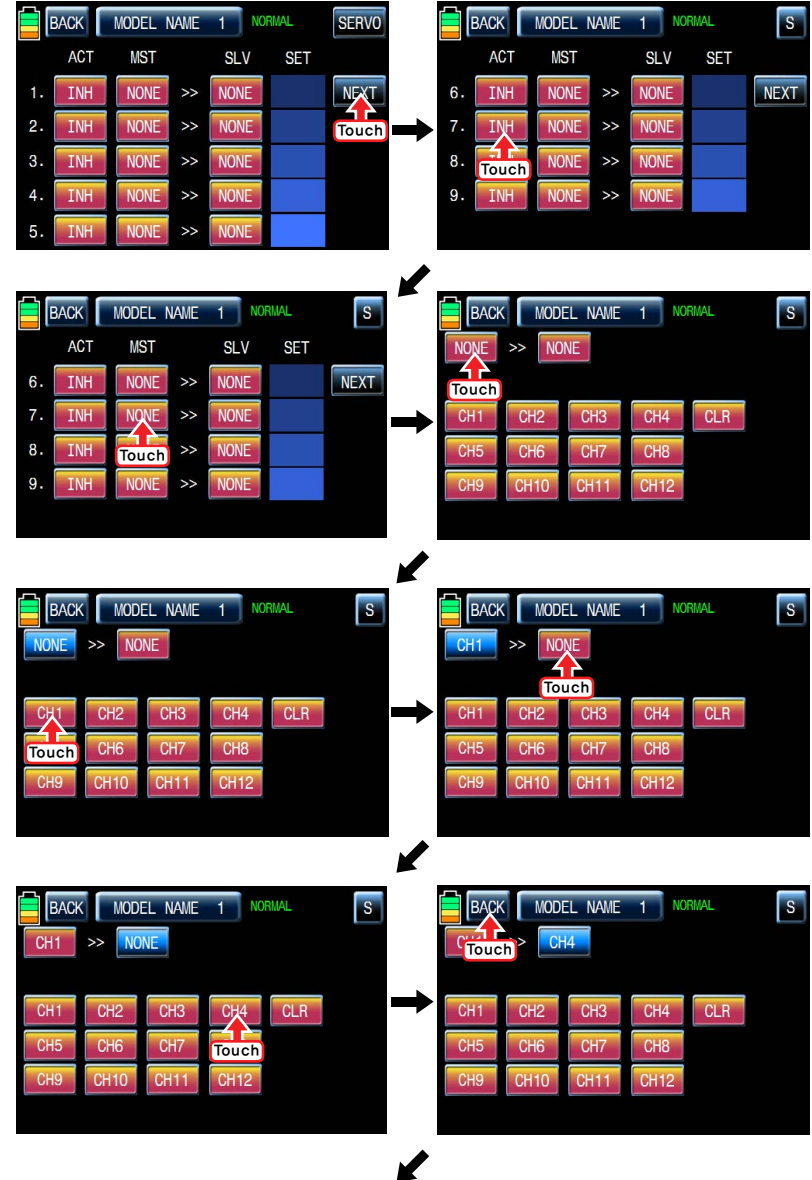 BACK MODEL NAME 1 NORMAL SERVO
ACT MST SLV SET
1. INH NONE >> NONE NEXT
Touch
2. INH NONE >> NONE
3. INH NONE >> NONE
4. INH NONE >> NONE
5. INH NONE >> NONE
BACK MODEL NAME 1 NORMAL S
ACT MST SLV SET
6. INH NONE >> NONE NEXT
7. INH NONE >> NONE
8. NONE >> NONE
Touch
9. INH NONE >> NONE
BACK MODEL NAME 1 NORMAL S
ACT MST SLV SET
6. INH NONE >> NONE NEXT
7. INH NONE >> NONE
8. INH >> NONE
Touch
9. INH NONE >> NONE
BACK MODEL NAME 1 NORMAL S
NONE >> NONE
Touch
CH1 CH2 CH3 CH4 CLR
CH5 CH6 CH7 CH8
CH9 CH10 CH11 CH12
BACK MODEL NAME 1 NORMAL S
NONE >> NONE
CH1 CH2 CH3 CH4 CLR
Touch CH6 CH7 CH8
CH9 CH10 CH11 CH12
BACK MODEL NAME 1 NORMAL S
CH1 >> NONE
Touch
CH1 CH2 CH3 CH4 CLR
CH5 CH6 CH7 CH8
CH9 CH10 CH11 CH12
BACK MODEL NAME 1 NORMAL S
CH1 >> NONE
CH1 CH2 CH3 CH4 CLR
CH5 CH6 CH7 Touch
CH9 CH10 CH11 CH12
BACK MODEL NAME 1 NORMAL S
Touch > CH4
CH1 CH2 CH3 CH4 CLR
CH5 CH6 CH7 CH8
CH9 CH10 CH11 CH12